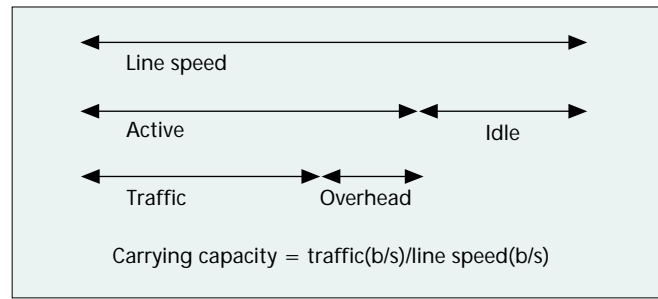 Line speed
Active Idle
Traffic Overhead
Carrying capacity = traffic(b/s)/line speed(b/s)